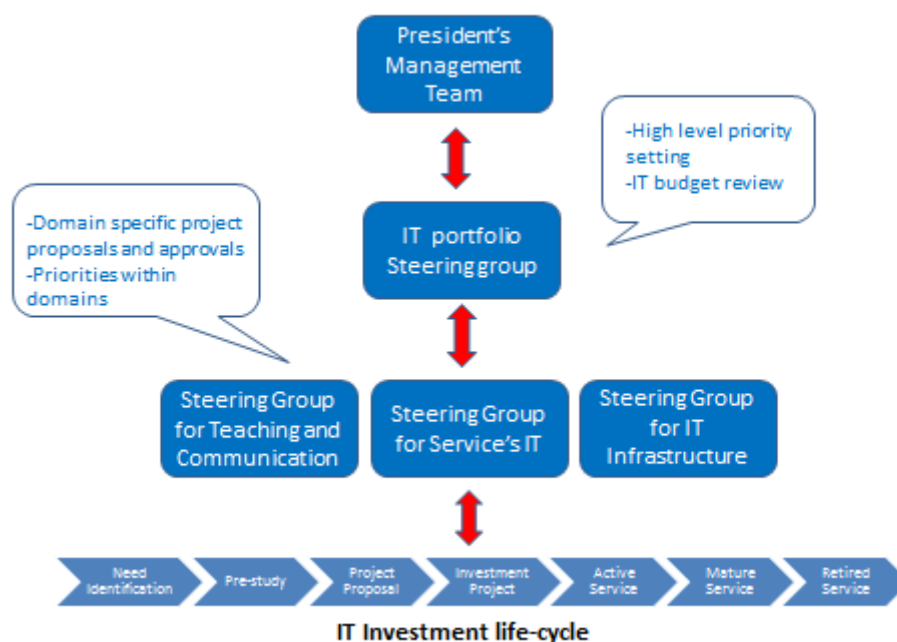 President's
Management
Team
-High level priority
setting
-IT budget review
-Domain specific project
proposals and approvals
-Priorities within
domains
IT portfolio
Steering group
Steering Group
for Teaching and
Communication
Steering Group
for Service's IT
Steering Group
for IT
Infrastructure
Need
Identification
Pre-study
Project
Proposal
Investment
Project
Active
Service
Mature
Service
Retired
Service
IT Investment life-cycle